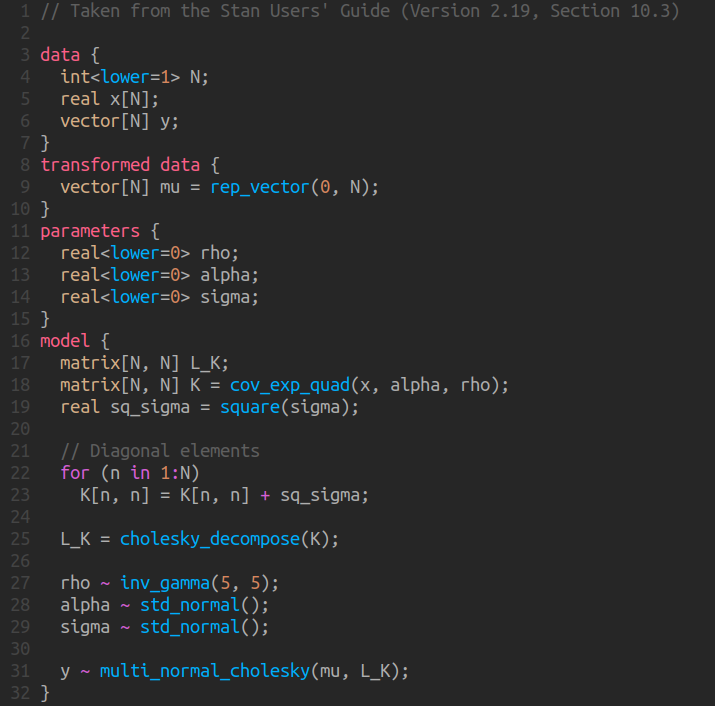 1 // Taken from the Stan Users' Guide (Version 2.19, Section 10.3)
2
3 data {
4   int<lower=1> N;
5   real x[N];
6   vector[N] y;
7 }
8 transformed data {
9   vector[N] mu = rep_vector(0, N);
10 }
11 parameters {
12   real<lower=0> rho;
13   real<lower=0> alpha;
14   real<lower=0> sigma;
15 }
16 model {
17   matrix[N, N] L_K;
18   matrix[N, N] K = cov_exp_quad(x, alpha, rho);
19   real sq_sigma = square(sigma);
20
21   // Diagonal elements
22   for (n in 1:N)
23     K[n, n] = K[n, n] + sq_sigma;
24
25   L_K = cholesky_decompose(K);
26
27   rho ~ inv_gamma(5, 5);
28   alpha ~ std_normal();
29   sigma ~ std_normal();
30
31   y ~ multi_normal_cholesky(mu, L_K);
32 }